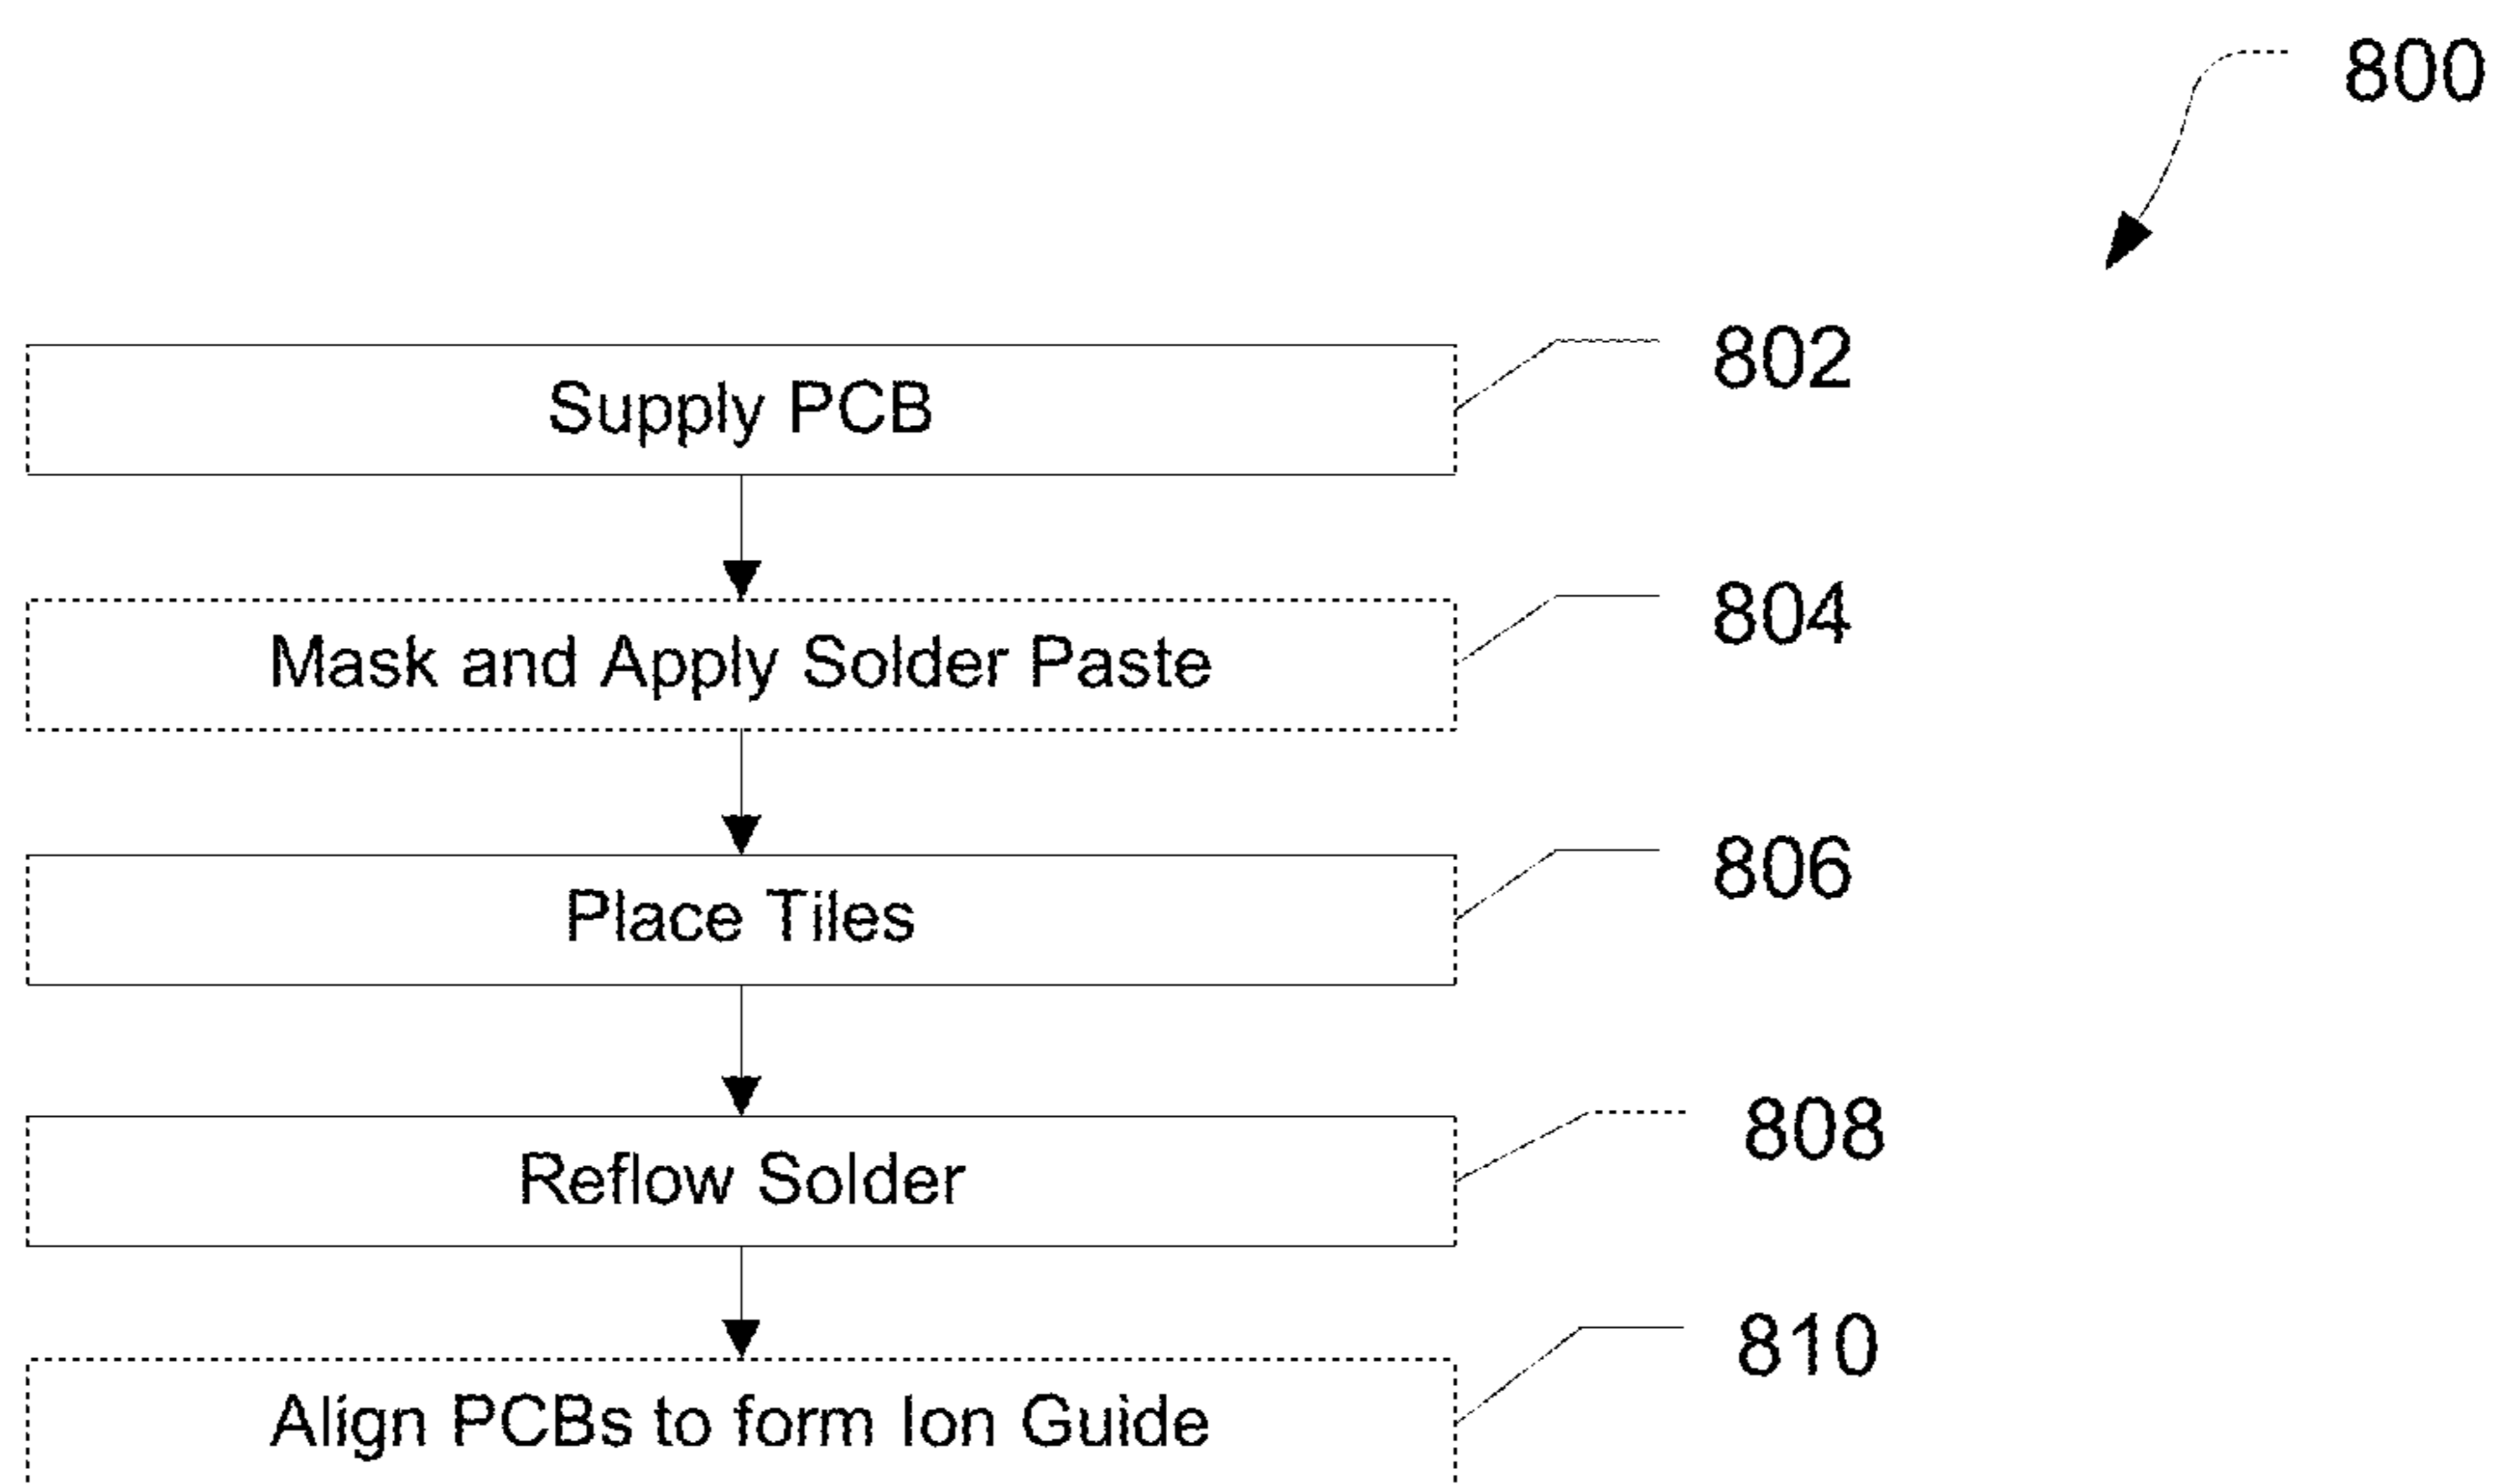 800
Supply PCB
802
Mask and Apply Solder Paste
804
Place Tiles
806
Reflow Solder
808
Align PCBs to form Ion Guide
810